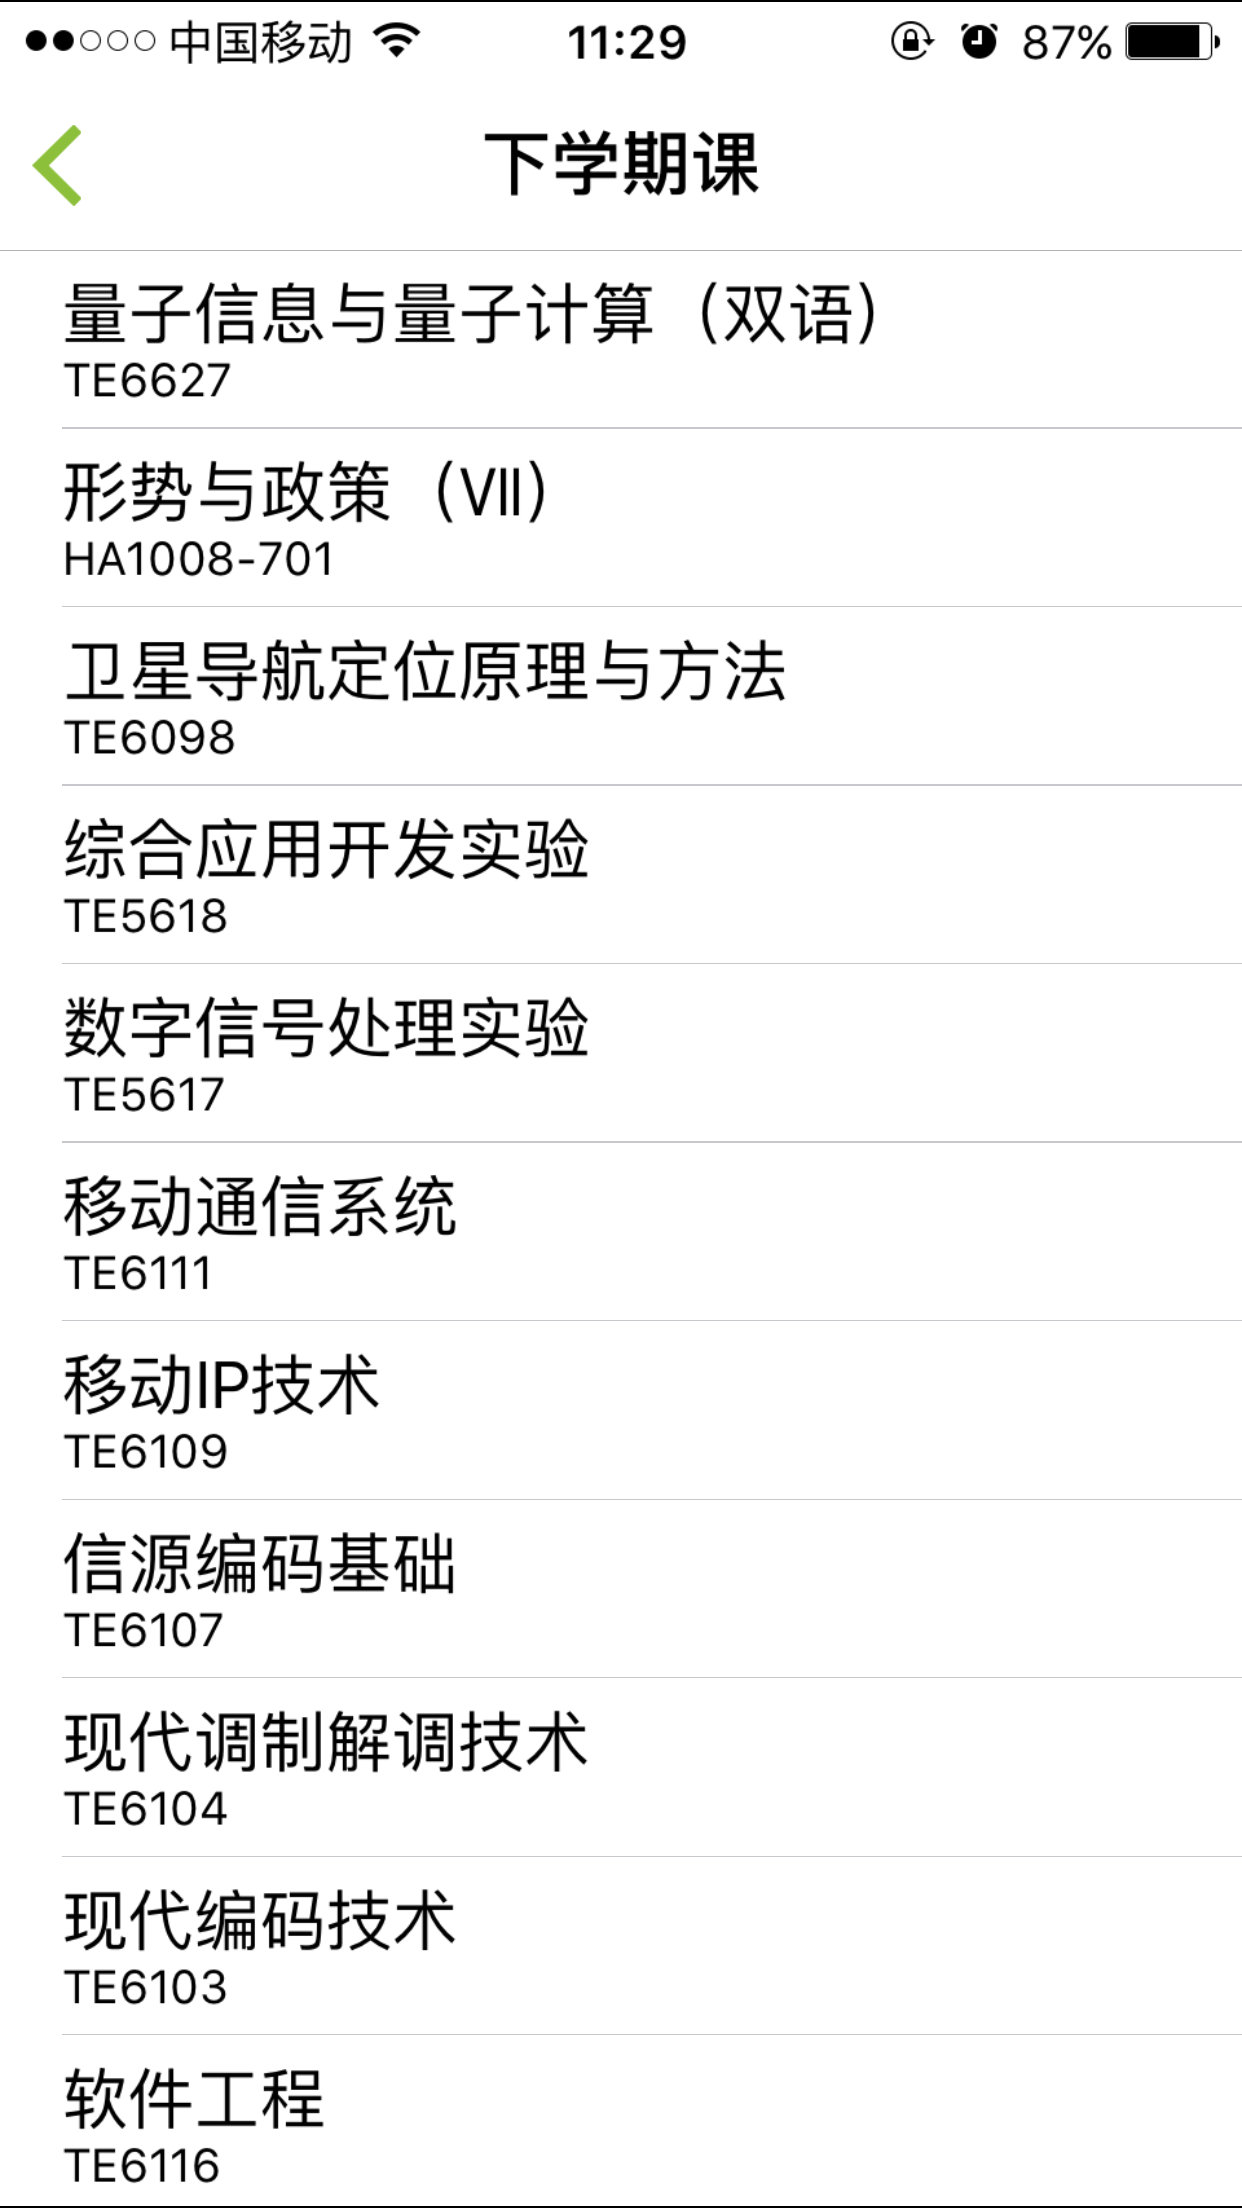 中国移动 11:29 87%
下学期课
量子信息与量子计算（双语）
TE6627
形势与政策（VII）
HA1008-701
卫星导航定位原理与方法
TE6098
综合应用开发实验
TE5618
数字信号处理实验
TE5617
移动通信系统
TE6111
移动IP技术
TE6109
信源编码基础
TE6107
现代调制解调技术
TE6104
现代编码技术
TE6103
软件工程
TE6116